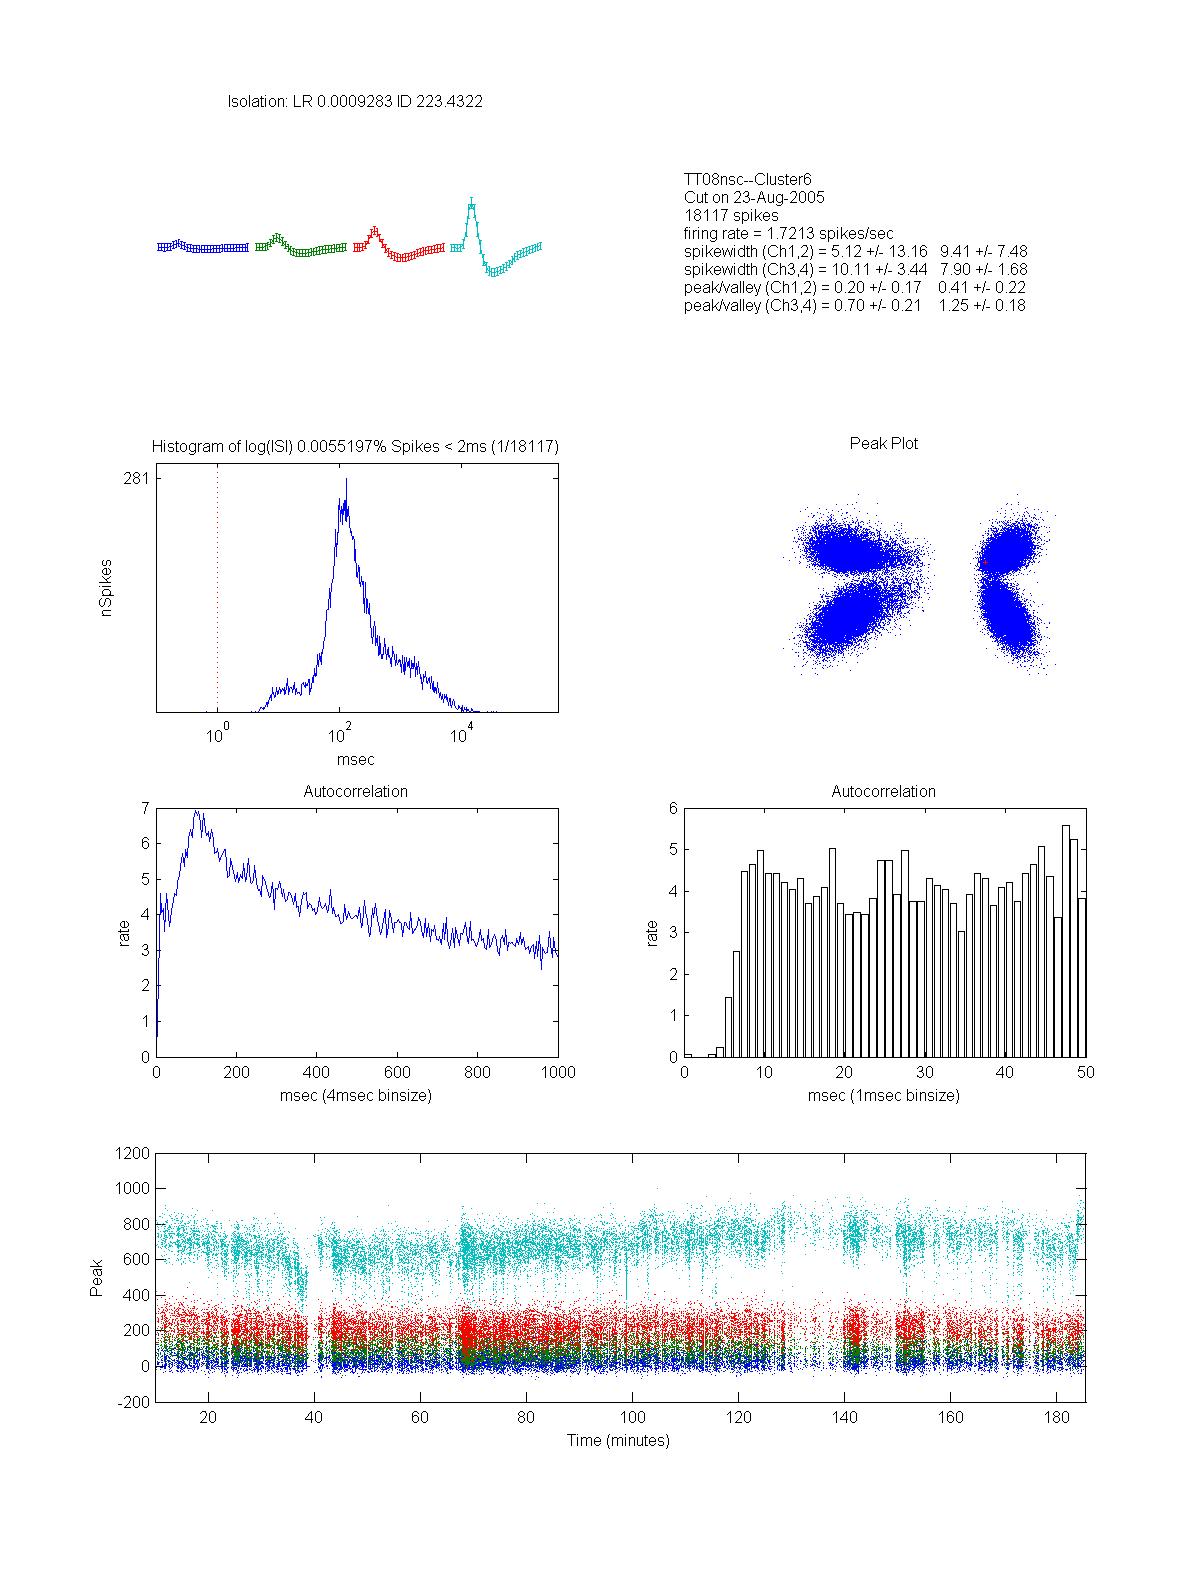 Isolation: LR 0.0009283 ID 223.4322
TT08nsc--Cluster6
Cut on 23-Aug-2005
18117 spikes
firing rate = 1.7213 spikes/sec
spikewidth (Ch1,2) = 5.12 +/- 13.16 9.41 +/- 7.48
spikewidth (Ch3,4) = 10.11 +/- 3.44 7.90 +/- 1.68
peak/valley (Ch1,2) = 0.20 +/- 0.17 0.41 +/- 0.22
peak/valley (Ch3,4) = 0.70 +/- 0.21 1.25 +/- 0.18
Histogram of log(ISI) 0.0055197% Spikes < 2ms (1/18117)
281
nSpikes
10^0 10^2 10^4
msec
Peak Plot
Autocorrelation
7
6
5
4
3
2
1
0
rate
0 200 400 600 800 1000
msec (4msec binsize)
Autocorrelation
6
5
4
3
2
1
0
rate
0 10 20 30 40 50
msec (1msec binsize)
1200
1000
800
600
400
200
0
-200
Peak
20 40 60 80 100 120 140 160 180
Time (minutes)